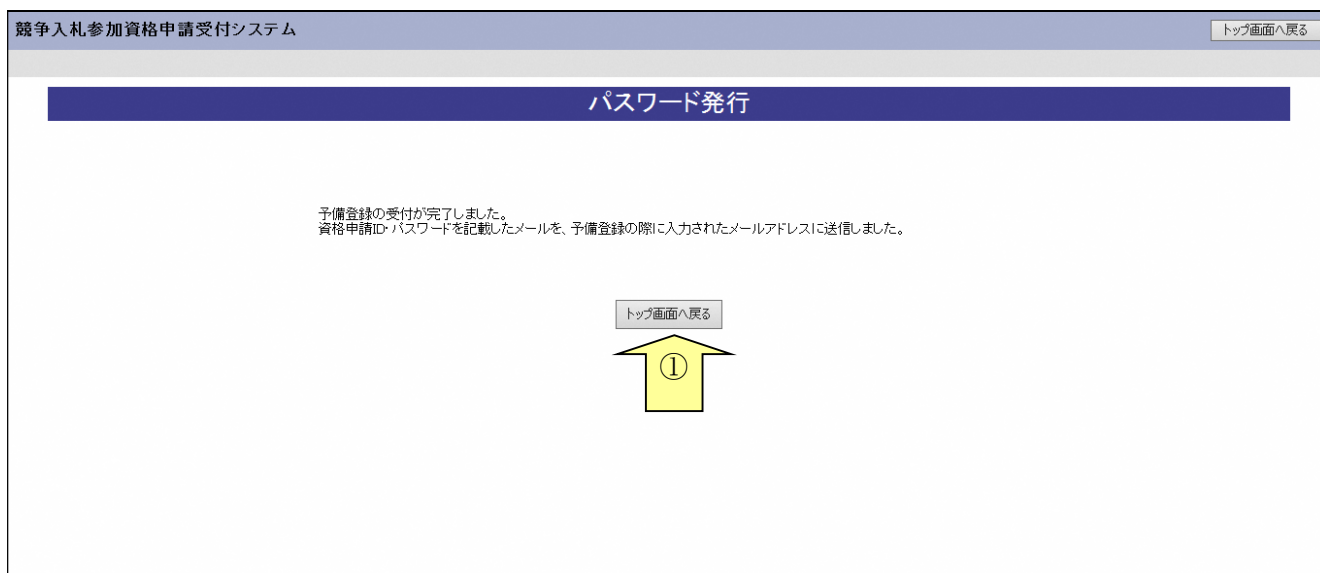 競争入札参加資格申請受付システム
トップ画面へ戻る
パスワード発行
予備登録の受付が完了しました。
資格申請ID・パスワードを記載したメールを、予備登録の際に入力されたメールアドレスに送信しました。
トップ画面へ戻る
①